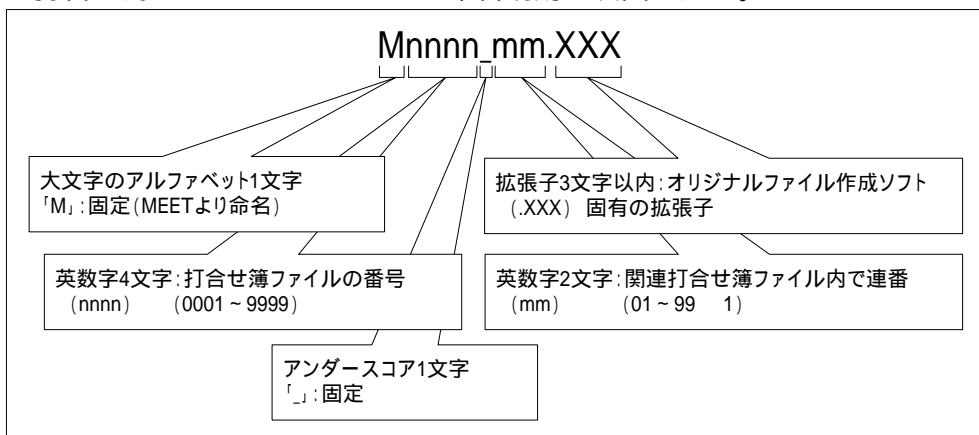 Mnnnn_mm.XXX
大文字のアルファベット1文字
「M」:固定(MEETより命名)
拡張子3文字以内:オリジナルファイル作成ソフト
(.XXX) 固有の拡張子
英数字4文字:打合せ簿ファイルの番号
(nnnn) (0001~9999)
英数字2文字:関連打合せ簿ファイル内で連番
(mm) (01~99 1)
アンダースコア1文字
「_」:固定